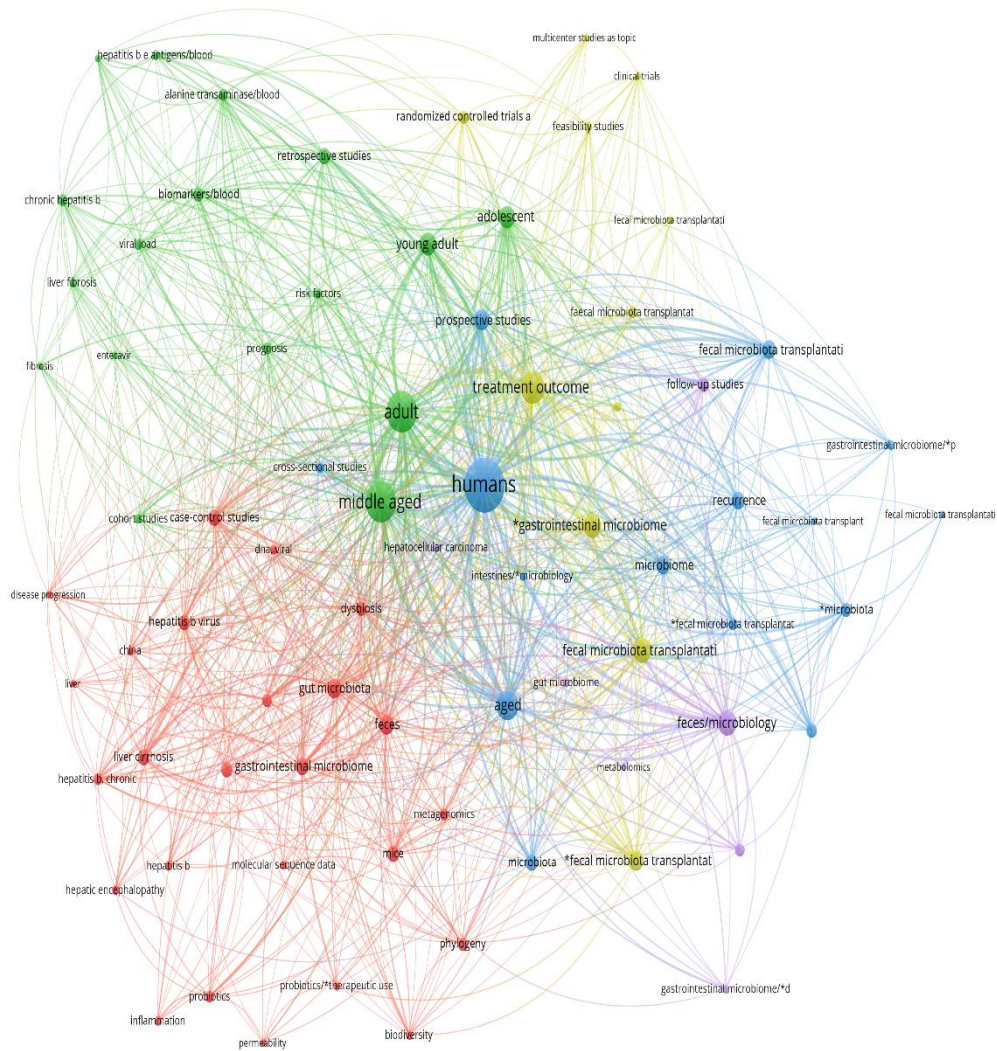 multicenter studies as topic
hepatitis b e antigens/blood
clinical trials
alanine transaminase/blood
randomized controlled trials a
feasibility studies
retrospective studies
biomarkers/blood
chronic hepatitis b
adolescent
fecal microbiota transplantati
young adult
viral load
liver fibrosis
risk factors
faecal microbiota transplantat
prospective studies
prognosis
fecal microbiota transplantati
entecavir
fibrosis
treatment outcome
follow-up studies
adult
gastrointestinal microbiome/*p
cross-sectional studies
humans
middle aged
recurrence
fecal microbiota transplantati
cohort studies
case-control studies
*gastrointestinal microbiome
fecal microbiota transplant
hepatocellular carcinoma
dna, viral
microbiome
intestines/*microbiology
disease progression
dysbiosis
*microbiota
hepatitis b virus
*fecal microbiota transplantat
china
fecal microbiota transplantati
liver
gut microbiota
gut microbiome
aged
feces
feces/microbiology
liver cirrhosis
gastrointestinal microbiome
metabolomics
hepatitis b, chronic
metagenomics
mice
hepatitis b
molecular sequence data
microbiota
*fecal microbiota transplantat
hepatic encephalopathy
phylogeny
probiotics/*therapeutic use
gastrointestinal microbiome/*d
probiotics
inflammation
biodiversity
permeability